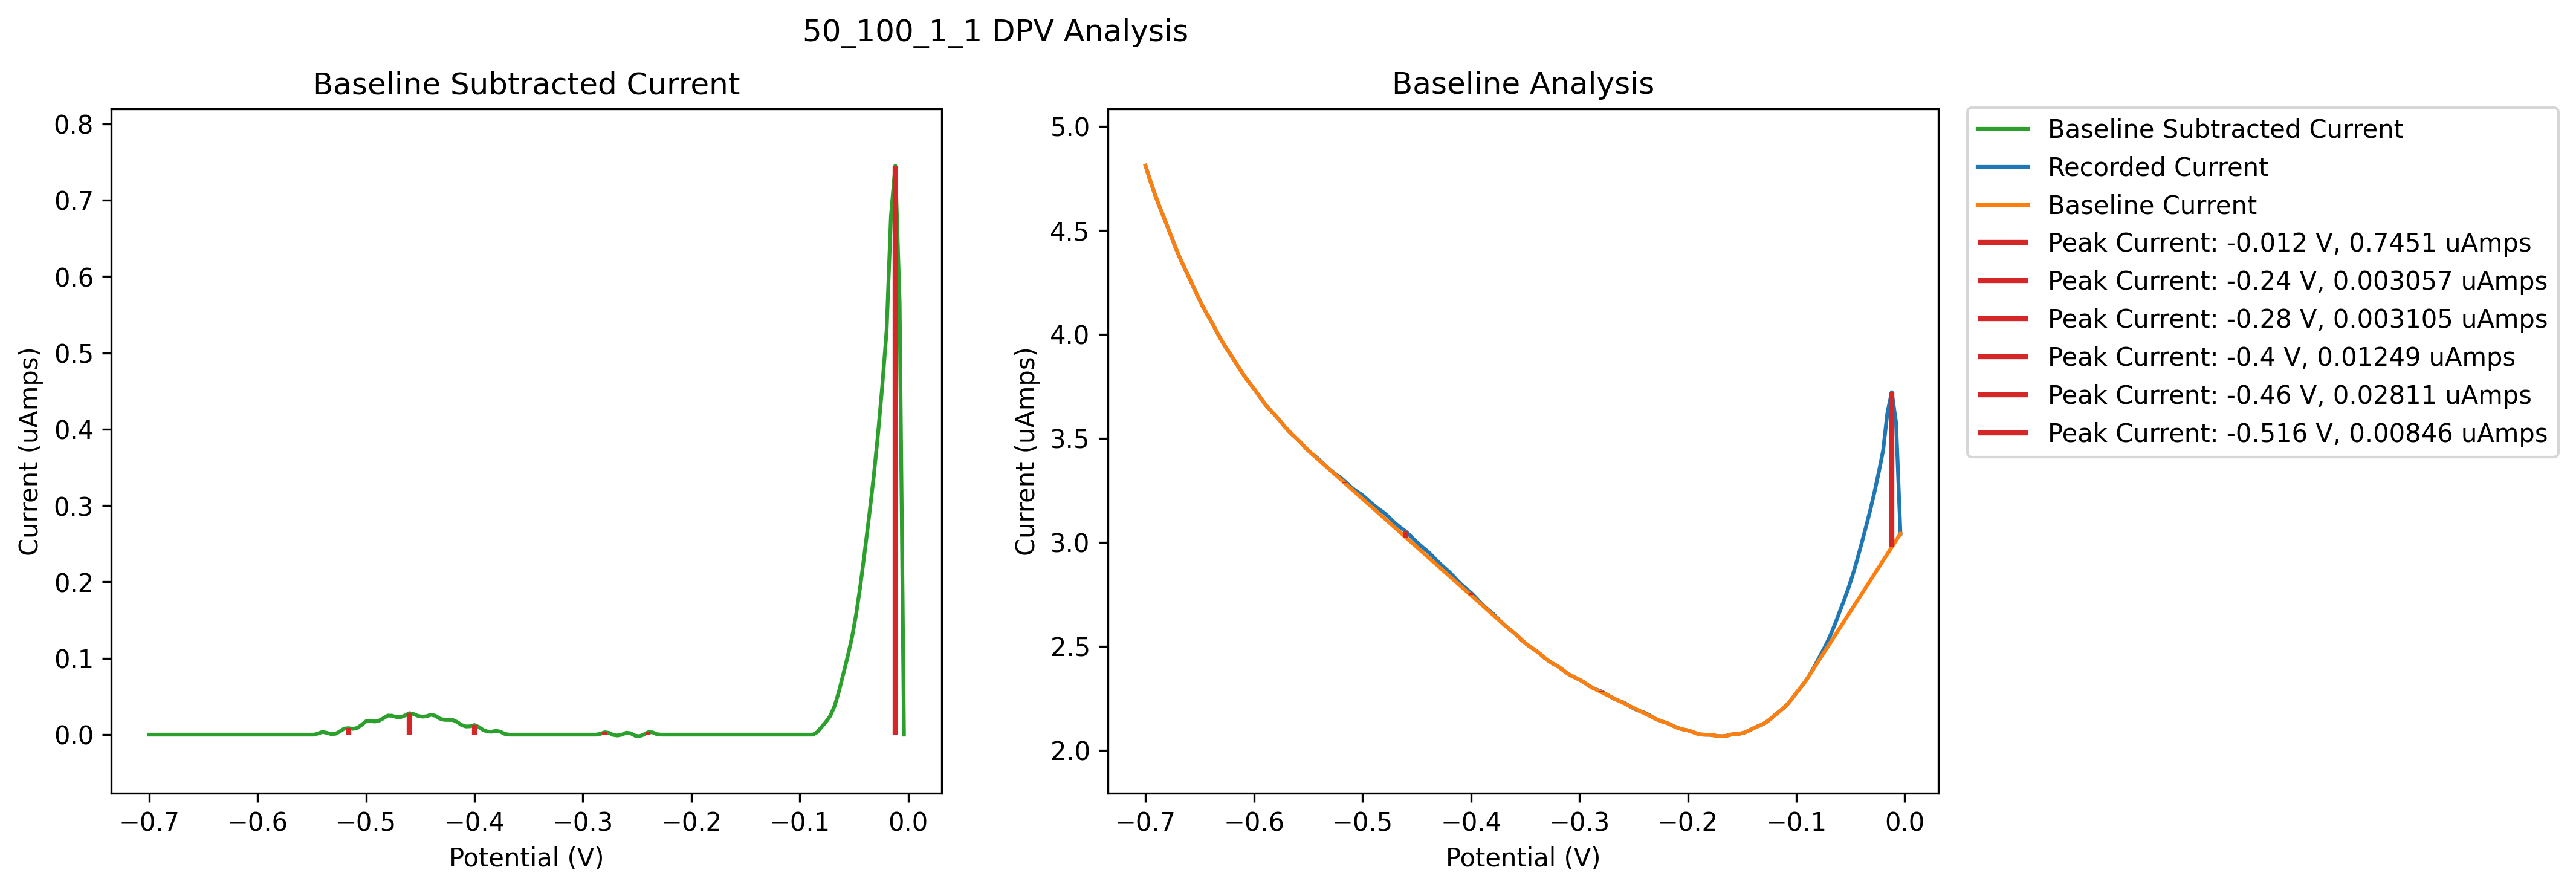 50_100_1_1 DPV Analysis
Baseline Subtracted Current
0.8
0.7
0.6
0.5
0.4
0.3
0.2
0.1
0.0
Current (uAmps)
−0.7 −0.6 −0.5 −0.4 −0.3 −0.2 −0.1 0.0
Potential (V)
Baseline Analysis
5.0
4.5
4.0
3.5
3.0
2.5
2.0
Current (uAmps)
−0.7 −0.6 −0.5 −0.4 −0.3 −0.2 −0.1 0.0
Potential (V)
Baseline Subtracted Current
Recorded Current
Baseline Current
Peak Current: -0.012 V, 0.7451 uAmps
Peak Current: -0.24 V, 0.003057 uAmps
Peak Current: -0.28 V, 0.003105 uAmps
Peak Current: -0.4 V, 0.01249 uAmps
Peak Current: -0.46 V, 0.02811 uAmps
Peak Current: -0.516 V, 0.00846 uAmps